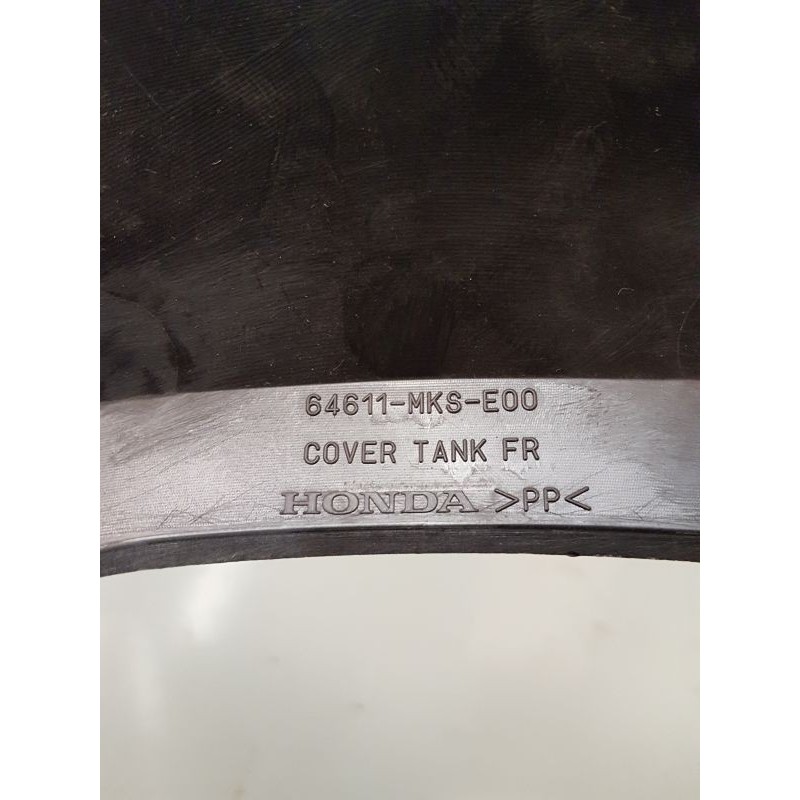 64611-MKS-E00
COVER TANK FR
HONDA >PP<